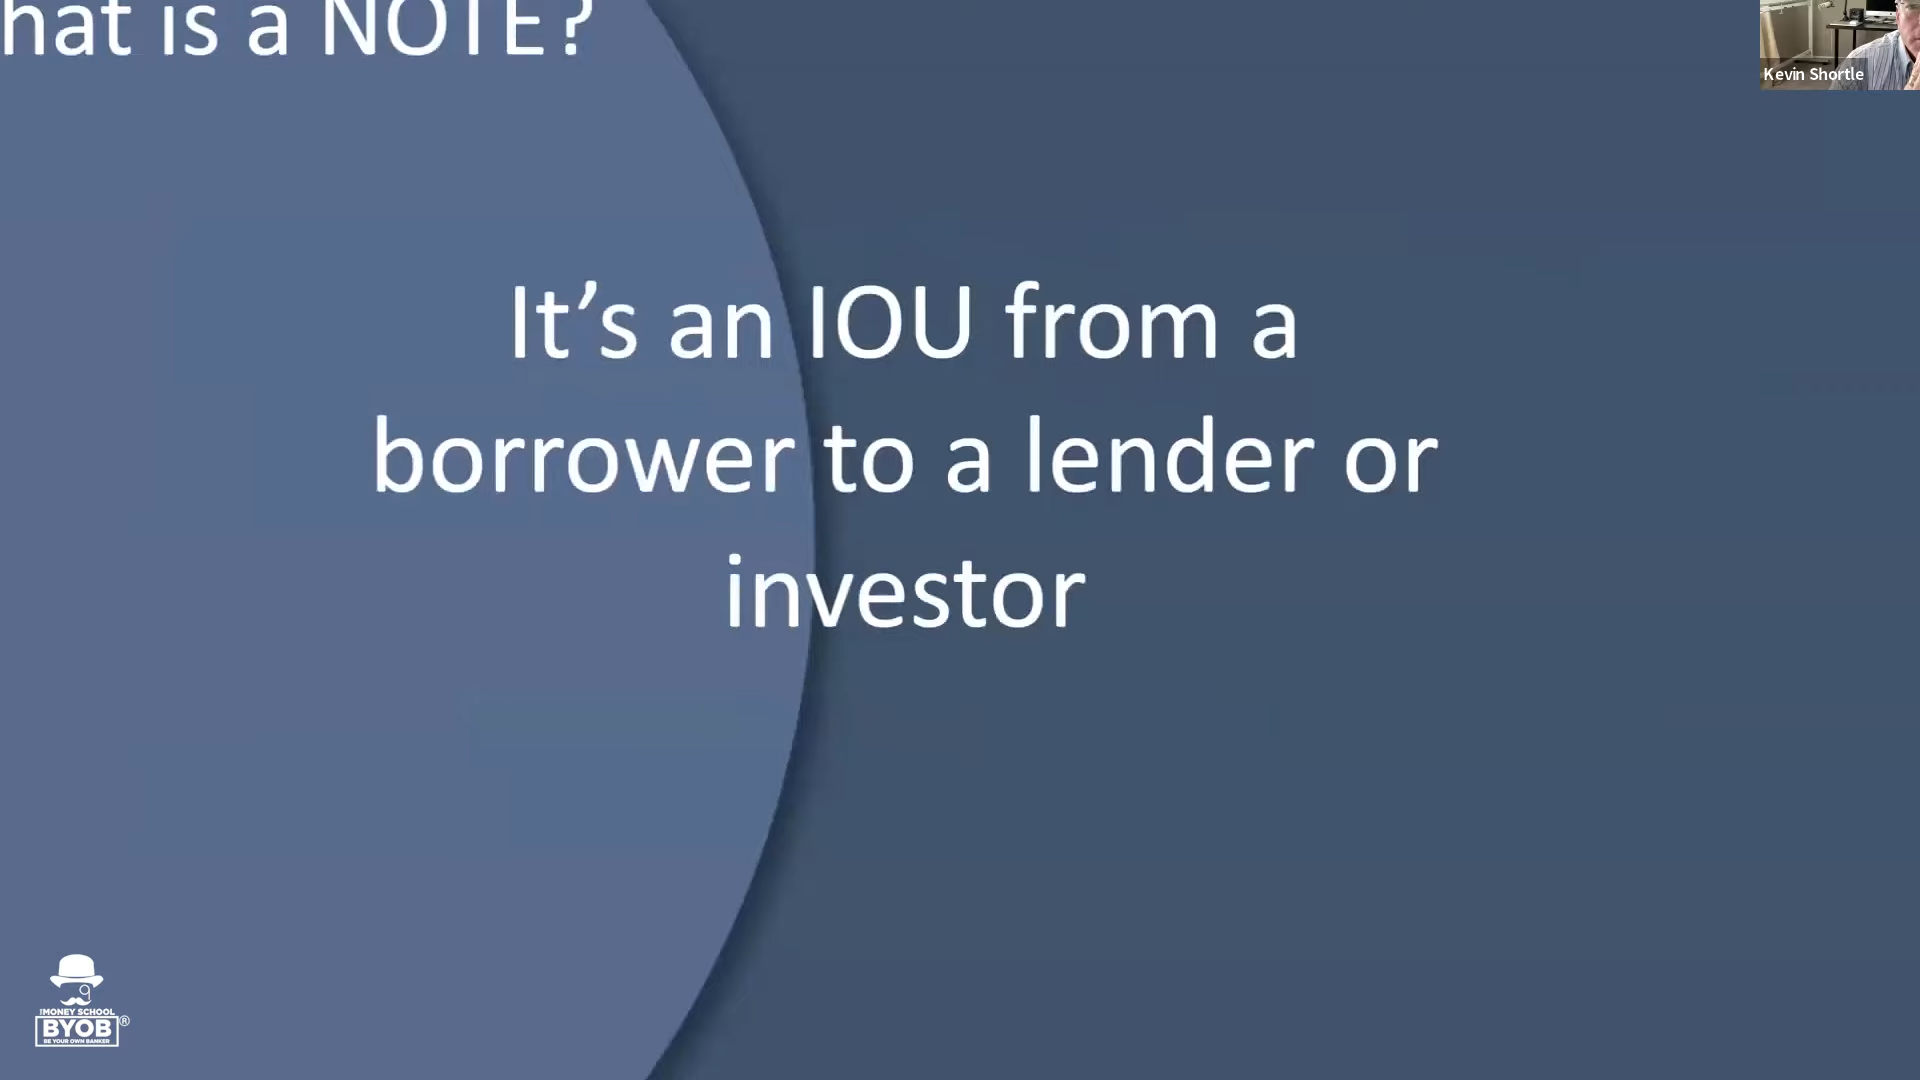 hat is a NOTE?
Kevin Shortle
It’s an IOU from a
borrower to a lender or
investor
THE MONEY SCHOOL
BYOB®
BE YOUR OWN BANKER